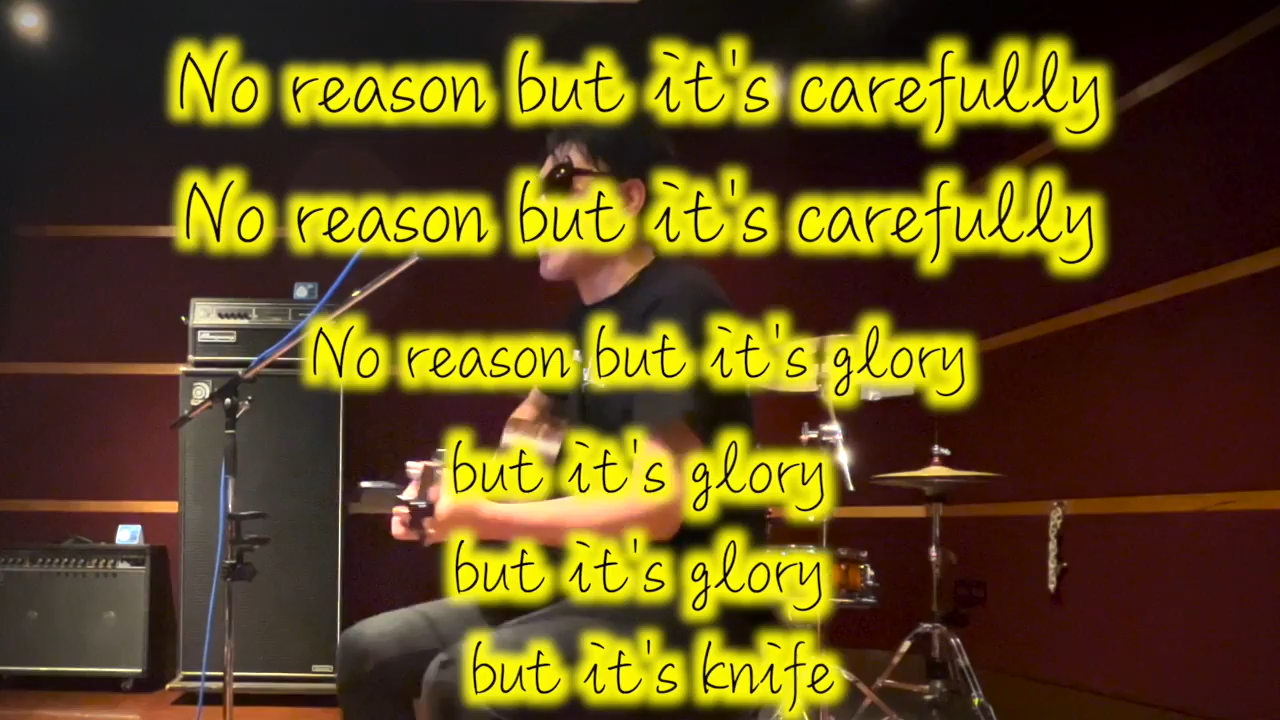 No reason but it's carefully
No reason but it's carefully
No reason but it's glory
but it's glory
but it's glory
but it's knife